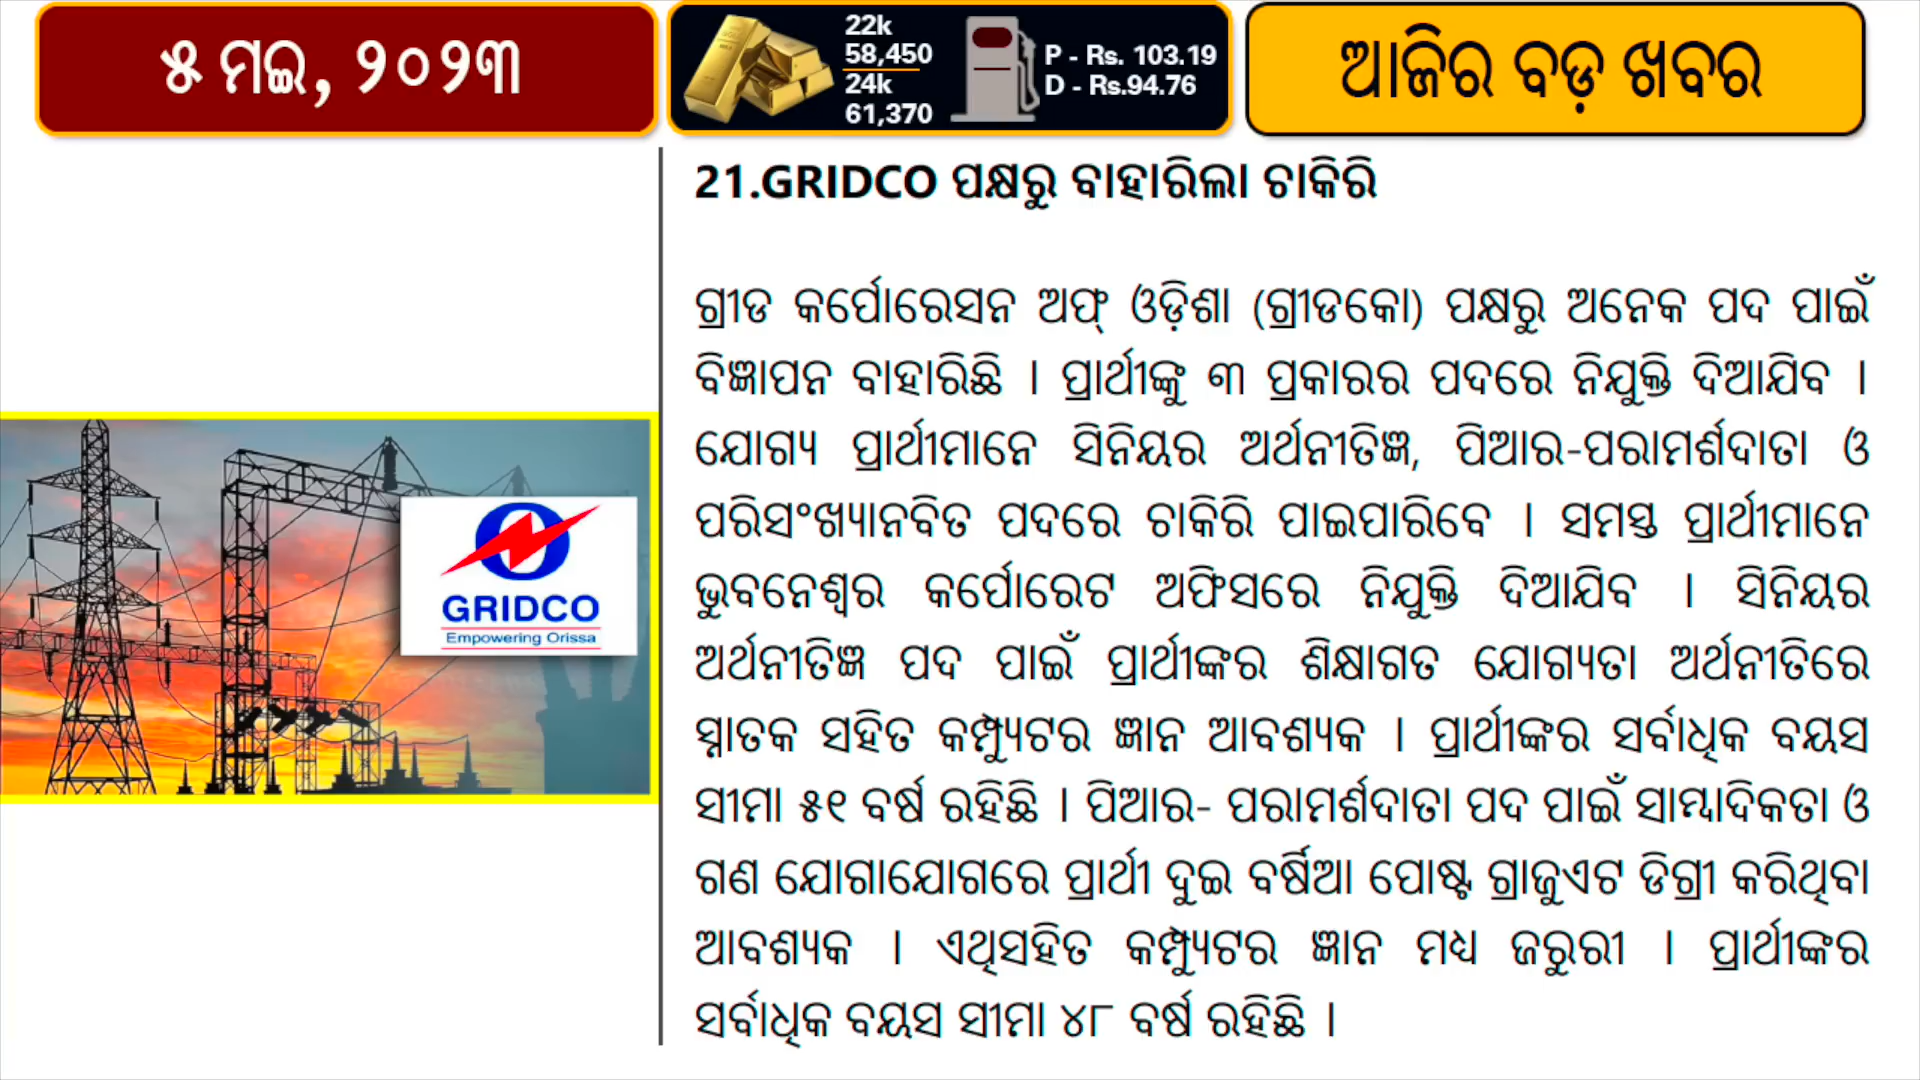 ୫ ମଇ, ୨୦୨୩
22k
58,450
24k
61,370
P - Rs. 103.19
D - Rs.94.76
ଆଜିର ବଡ଼ ଖବର
21.GRIDCO ପକ୍ଷରୁ ବାହାରିଲା ଚାକିରି
ଗ୍ରୀଡ କର୍ପୋରେସନ ଅଫ୍ ଓଡ଼ିଶା (ଗ୍ରୀଡକୋ) ପକ୍ଷରୁ ଅନେକ ପଦ ପାଇଁ
ବିଜ୍ଞାପନ ବାହାରିଛି । ପ୍ରାର୍ଥୀଙ୍କୁ ୩ ପ୍ରକାରର ପଦରେ ନିଯୁକ୍ତି ଦିଆଯିବ ।
ଯୋଗ୍ୟ ପ୍ରାର୍ଥୀମାନେ ସିନିୟର ଅର୍ଥନୀତିଜ୍ଞ, ପିଆର-ପରାମର୍ଶଦାତା ଓ
ପରିସଂଖ୍ୟାନବିତ ପଦରେ ଚାକିରି ପାଇପାରିବେ । ସମସ୍ତ ପ୍ରାର୍ଥୀମାନେ
ଭୁବନେଶ୍ୱର କର୍ପୋରେଟ ଅଫିସରେ ନିଯୁକ୍ତି ଦିଆଯିବ । ସିନିୟର
ଅର୍ଥନୀତିଜ୍ଞ ପଦ ପାଇଁ ପ୍ରାର୍ଥୀଙ୍କର ଶିକ୍ଷାଗତ ଯୋଗ୍ୟତା ଅର୍ଥନୀତିରେ
ସ୍ନାତକ ସହିତ କମ୍ପ୍ୟୁଟର ଜ୍ଞାନ ଆବଶ୍ୟକ । ପ୍ରାର୍ଥୀଙ୍କର ସର୍ବାଧିକ ବୟସ
ସୀମା ୫୧ ବର୍ଷ ରହିଛି । ପିଆର- ପରାମର୍ଶଦାତା ପଦ ପାଇଁ ସାମ୍ବାଦିକତା ଓ
ଗଣ ଯୋଗାଯୋଗରେ ପ୍ରାର୍ଥୀ ଦୁଇ ବର୍ଷିଆ ପୋଷ୍ଟ ଗ୍ରାଜୁଏଟ ଡିଗ୍ରୀ କରିଥିବା
ଆବଶ୍ୟକ । ଏଥିସହିତ କମ୍ପ୍ୟୁଟର ଜ୍ଞାନ ମଧ୍ୟ ଜରୁରୀ । ପ୍ରାର୍ଥୀଙ୍କର
ସର୍ବାଧିକ ବୟସ ସୀମା ୪୮ ବର୍ଷ ରହିଛି ।
GRIDCO
Empowering Orissa